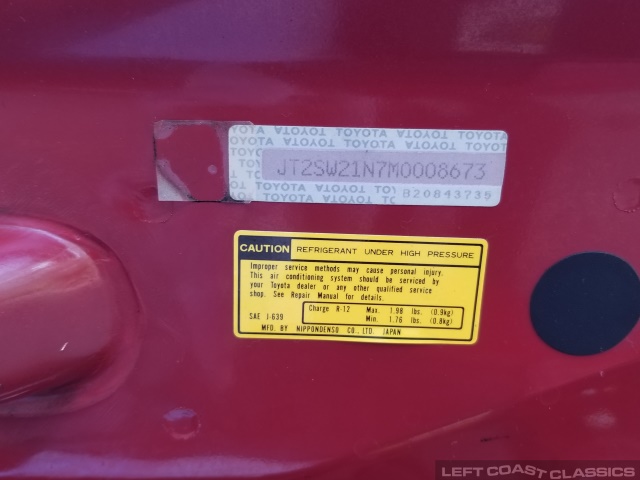 TOYOTA TOYOTA TOYOTA TOYOTA
JT2SW21N7M0008673
TOYOTA TOYOTA TOYOTA TO B20843735
CAUTION REFRIGERANT UNDER HIGH PRESSURE
Improper service methods may cause personal injury.
This air conditioning system should be serviced by
your Toyota dealer or any other qualified service
shop. See Repair Manual for details.
Charge R-12 Max. 1.98 lbs. (0.9kg)
SAE J-639 Min. 1.76 lbs. (0.8kg)
MFD. BY NIPPONDENSO CO., LTD. JAPAN
LEFT COAST CLASSICS